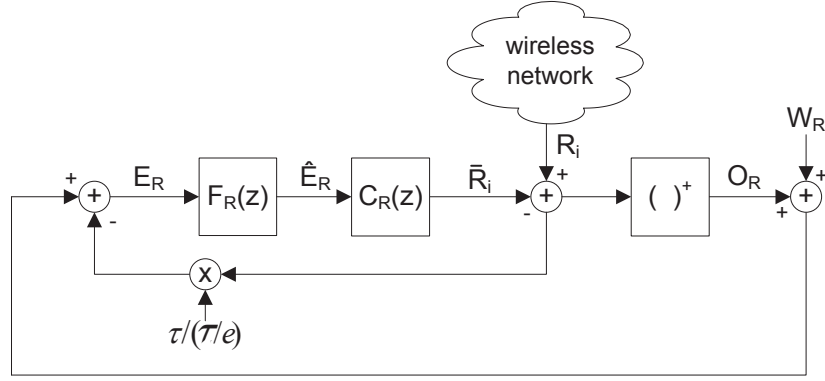 wireless
network
W_R
R_i
+
+
+
+
E_R
F_R(z)
Ê_R
C_R(z)
R̄_i
-
+
( )⁺
O_R
+
+
-
x
τ/(τ/e)